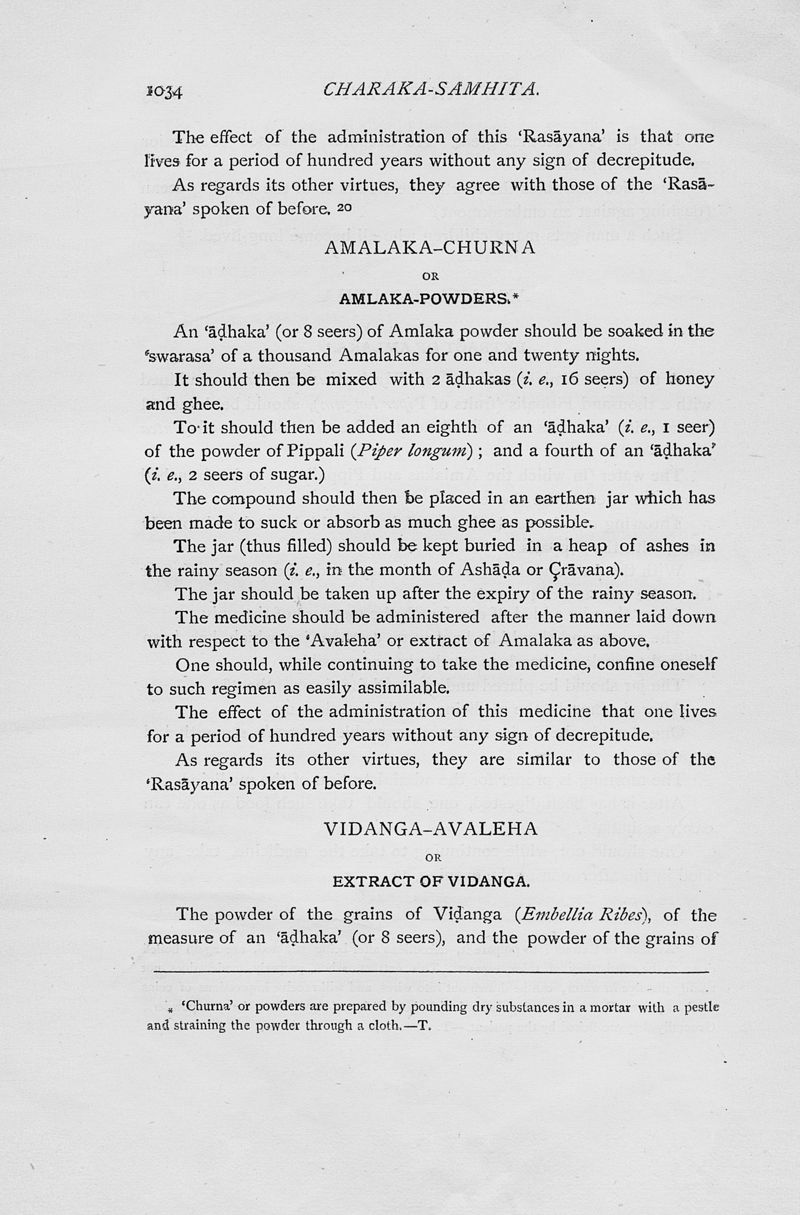 1034 CHARAKA-SAMHITA.
The effect of the administration of this ‘Rasāyana’ is that one
lives for a period of hundred years without any sign of decrepitude.
As regards its other virtues, they agree with those of the ‘Rasā-
yana’ spoken of before. 20
AMALAKA-CHURNA
OR
AMLAKA-POWDERS.*
An ‘āḍhaka’ (or 8 seers) of Amlaka powder should be soaked in the
‘swarasa’ of a thousand Amalakas for one and twenty nights.
It should then be mixed with 2 āḍhakas (i. e., 16 seers) of honey
and ghee.
To it should then be added an eighth of an ‘āḍhaka’ (i. e., 1 seer)
of the powder of Pippali (Piper longum) ; and a fourth of an ‘āḍhaka’
(i. e., 2 seers of sugar.)
The compound should then be placed in an earthen jar which has
been made to suck or absorb as much ghee as possible.
The jar (thus filled) should be kept buried in a heap of ashes in
the rainy season (i. e., in the month of Ashāḍa or Çrāvana).
The jar should be taken up after the expiry of the rainy season.
The medicine should be administered after the manner laid down
with respect to the ‘Avaleha’ or extract of Amalaka as above.
One should, while continuing to take the medicine, confine oneself
to such regimen as easily assimilable.
The effect of the administration of this medicine that one lives
for a period of hundred years without any sign of decrepitude.
As regards its other virtues, they are similar to those of the
‘Rasāyana’ spoken of before.
VIDANGA-AVALEHA
OR
EXTRACT OF VIDANGA.
The powder of the grains of Viḍanga (Embellia Ribes), of the
measure of an ‘āḍhaka’ (or 8 seers), and the powder of the grains of
* ‘Churna’ or powders are prepared by pounding dry substances in a mortar with a pestle
and straining the powder through a cloth.—T.